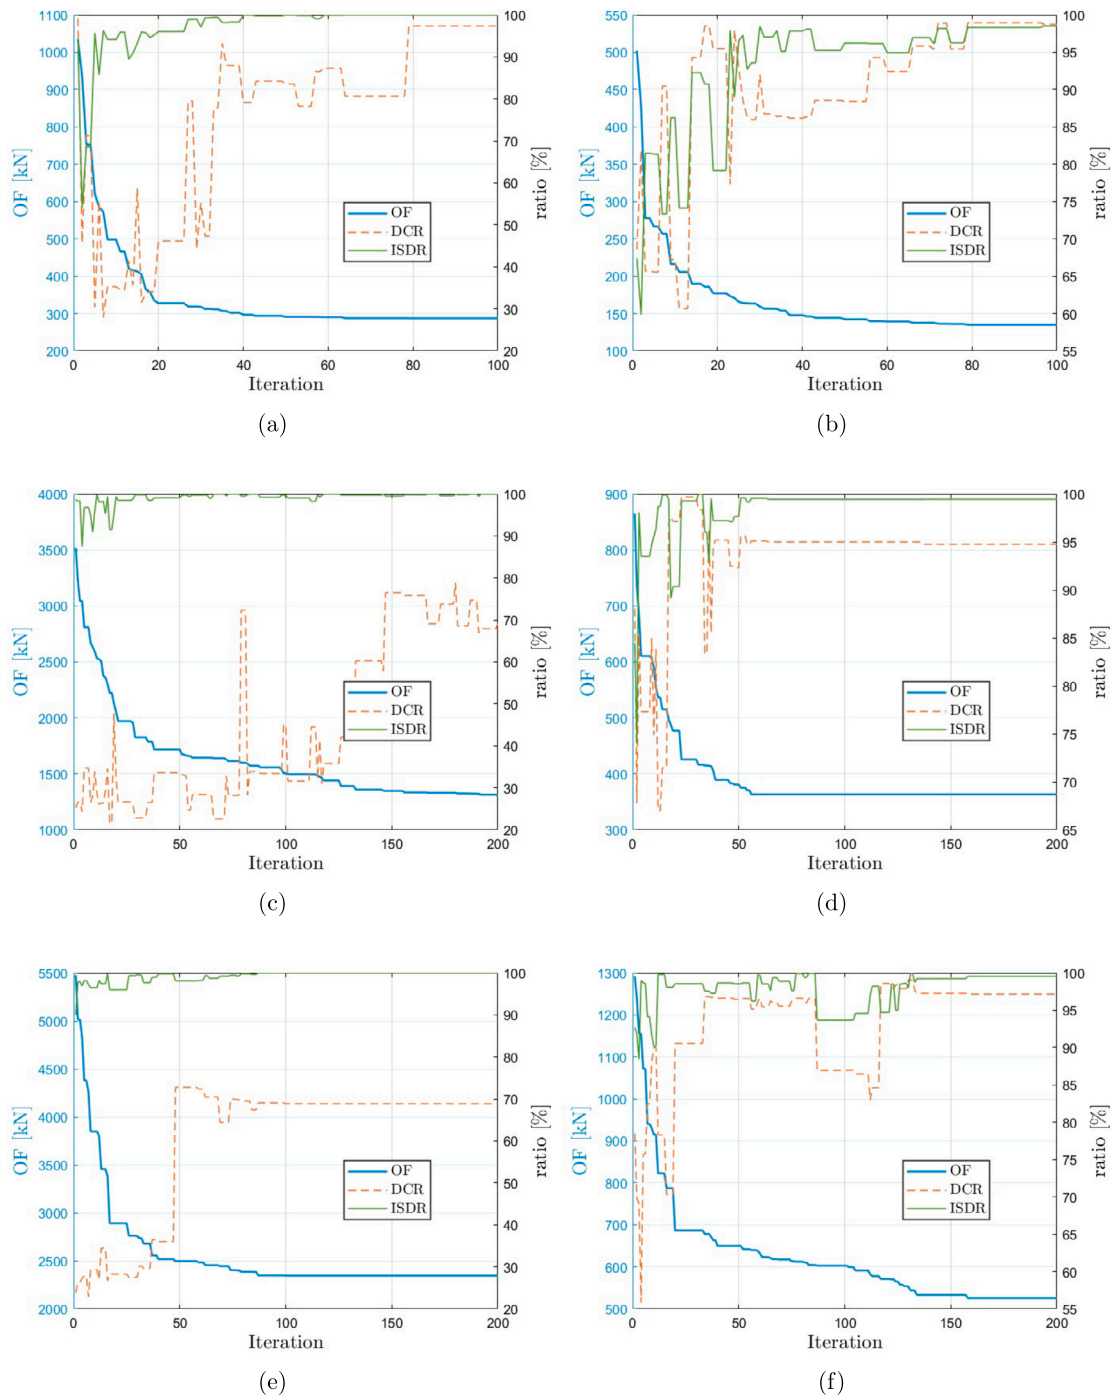 1100
1000
900
800
700
600
500
400
300
200
OF [kN]
0 20 40 60 80 100
Iteration
100
90
80
70
60
50
40
30
20
ratio [%]
OF
DCR
ISDR
(a)
550
500
450
400
350
300
250
200
150
100
OF [kN]
0 20 40 60 80 100
Iteration
100
95
90
85
80
75
70
65
60
55
ratio [%]
OF
DCR
ISDR
(b)
4000
3500
3000
2500
2000
1500
1000
OF [kN]
0 50 100 150 200
Iteration
100
90
80
70
60
50
40
30
20
ratio [%]
OF
DCR
ISDR
(c)
900
800
700
600
500
400
300
OF [kN]
0 50 100 150 200
Iteration
100
95
90
85
80
75
70
65
ratio [%]
OF
DCR
ISDR
(d)
5500
5000
4500
4000
3500
3000
2500
2000
OF [kN]
0 50 100 150 200
Iteration
100
90
80
70
60
50
40
30
20
ratio [%]
OF
DCR
ISDR
(e)
1300
1200
1100
1000
900
800
700
600
500
OF [kN]
0 50 100 150 200
Iteration
100
95
90
85
80
75
70
65
60
55
ratio [%]
OF
DCR
ISDR
(f)